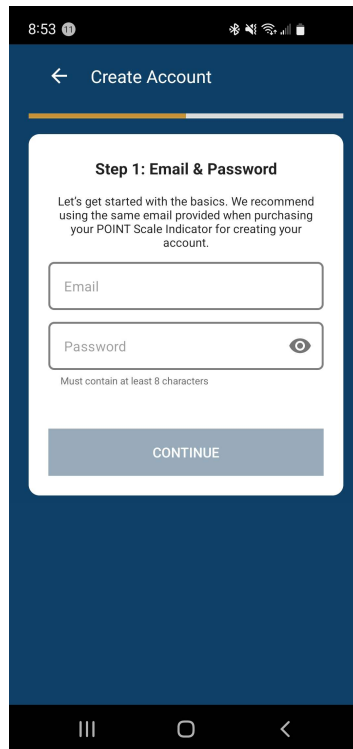 8:53 11
Create Account
Step 1: Email & Password
Let's get started with the basics. We recommend
using the same email provided when purchasing
your POINT Scale Indicator for creating your
account.
Email
Password
Must contain at least 8 characters
CONTINUE